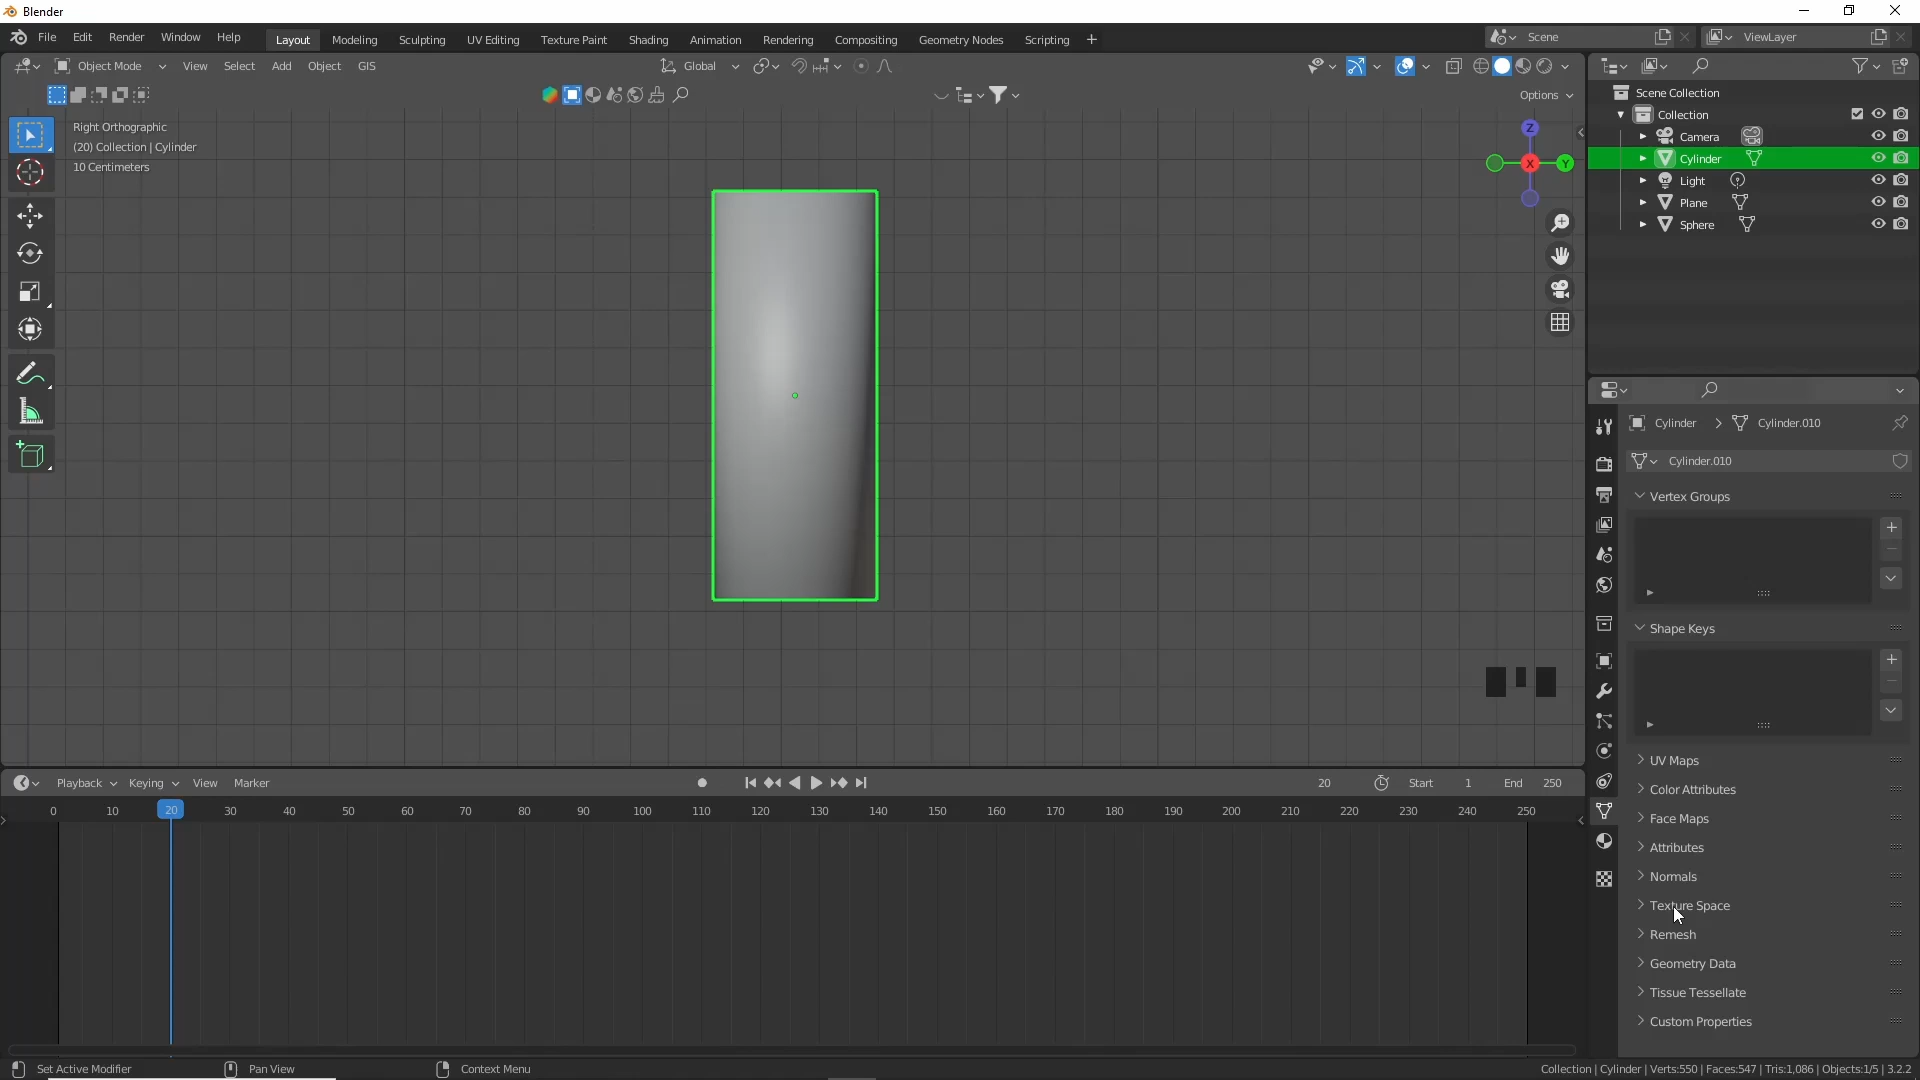 Blender
File Edit Render Window Help Layout Modeling Sculpting UV Editing Texture Paint Shading Animation Rendering Compositing Geometry Nodes Scripting + Scene ViewLayer
Object Mode View Select Add Object GIS Global
Options
Right Orthographic
(20) Collection | Cylinder
10 Centimeters
Z
X
Y
Scene Collection
Collection
Camera
Cylinder
Light
Plane
Sphere
Cylinder > Cylinder.010
Cylinder.010
Vertex Groups
Shape Keys
UV Maps
Color Attributes
Face Maps
Attributes
Normals
Texture Space
Remesh
Geometry Data
Tissue Tessellate
Custom Properties
Playback Keying View Marker 20 Start 1 End 250
0 10 20 30 40 50 60 70 80 90 100 110 120 130 140 150 160 170 180 190 200 210 220 230 240 250
Set Active Modifier Pan View Context Menu Collection | Cylinder | Verts:550 | Faces:547 | Tris:1,086 | Objects:1/5 | 3.2.2